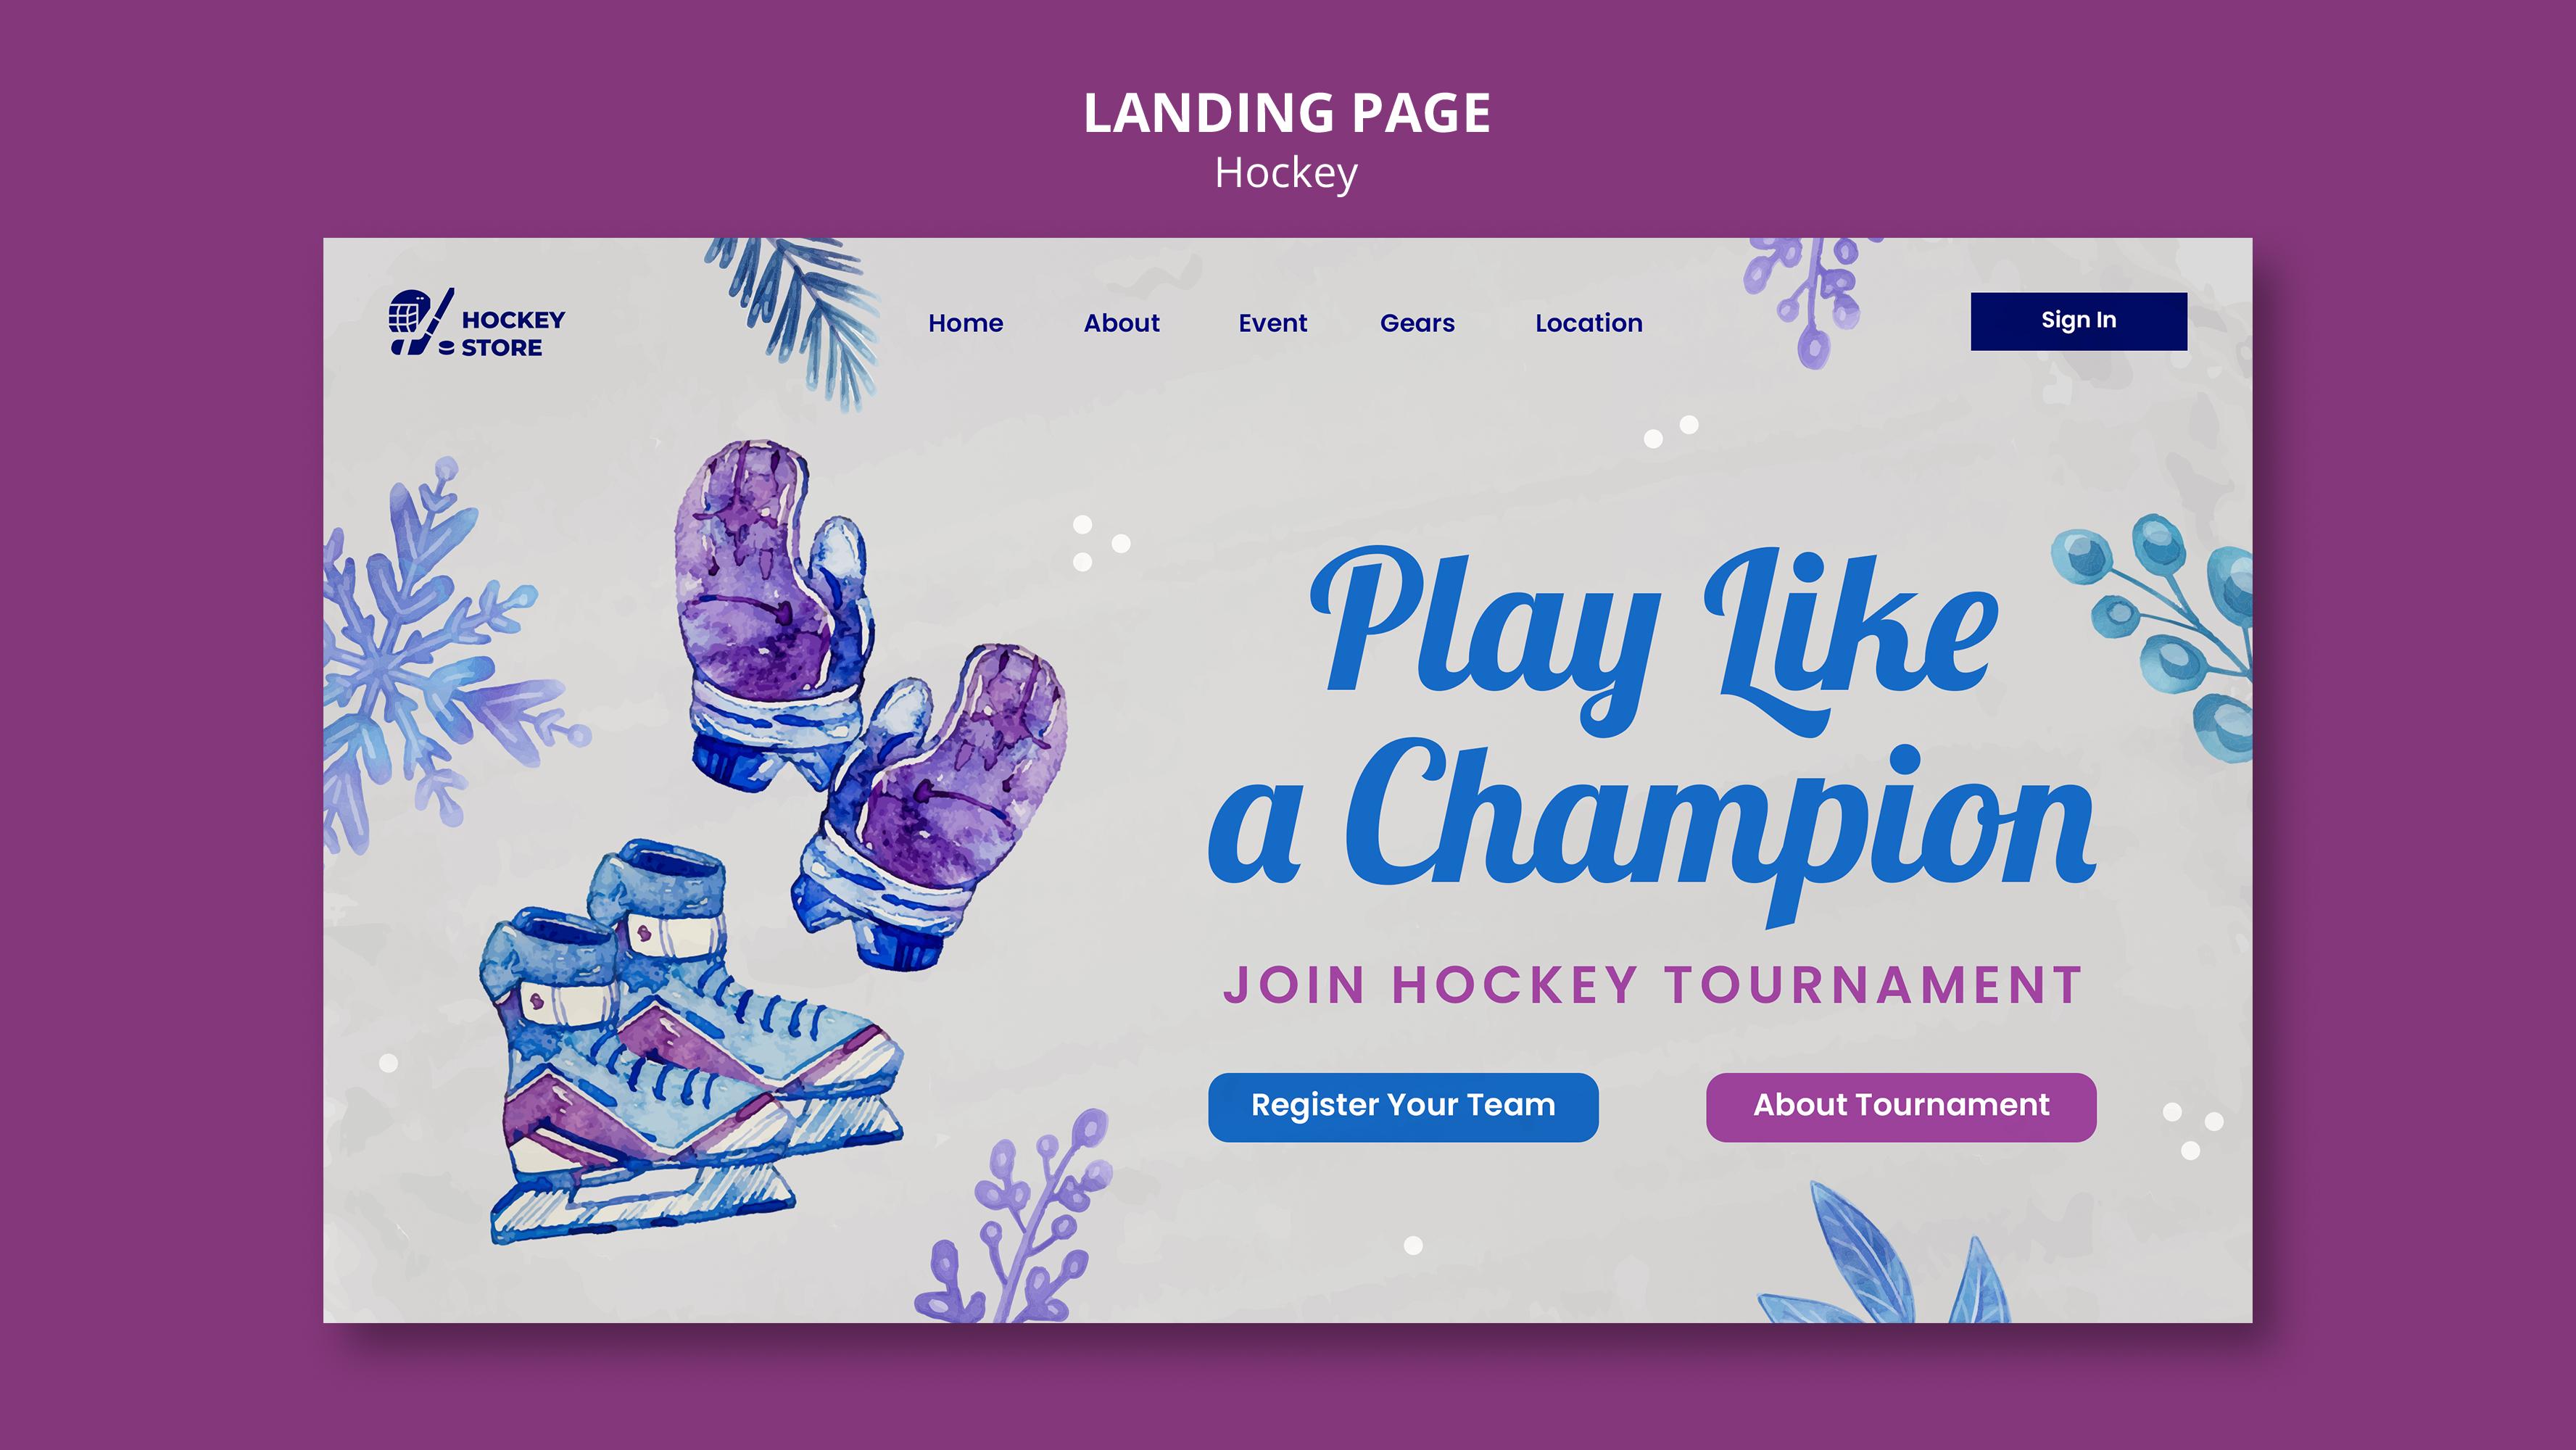 LANDING PAGE
Hockey
HOCKEY
STORE
Home
About
Event
Gears
Location
Sign In
Play Like
a Champion
JOIN HOCKEY TOURNAMENT
Register Your Team
About Tournament